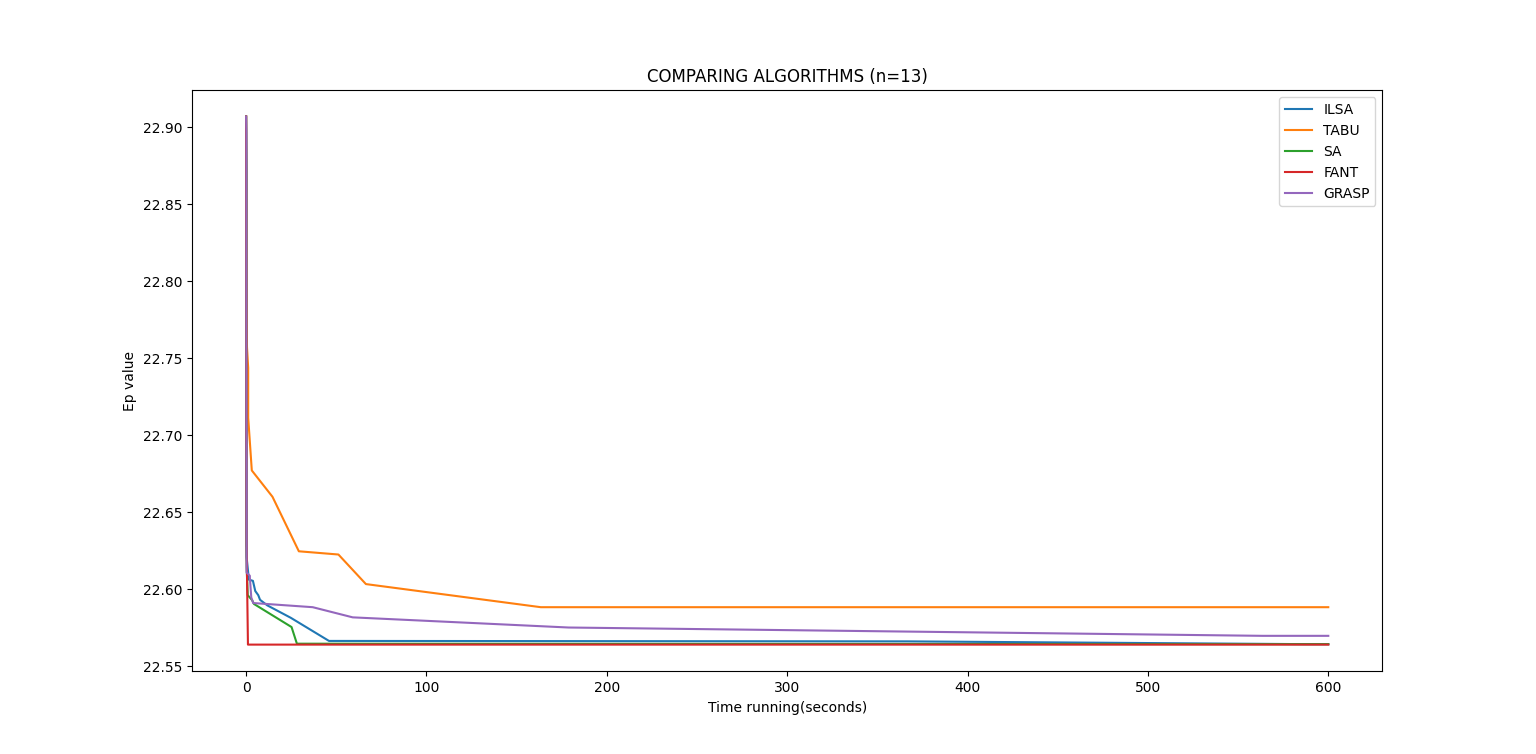 COMPARING ALGORITHMS (n=13)
ILSA
TABU
SA
FANT
GRASP
22.90
22.85
22.80
22.75
22.70
22.65
22.60
22.55
Ep value
0 100 200 300 400 500 600
Time running(seconds)